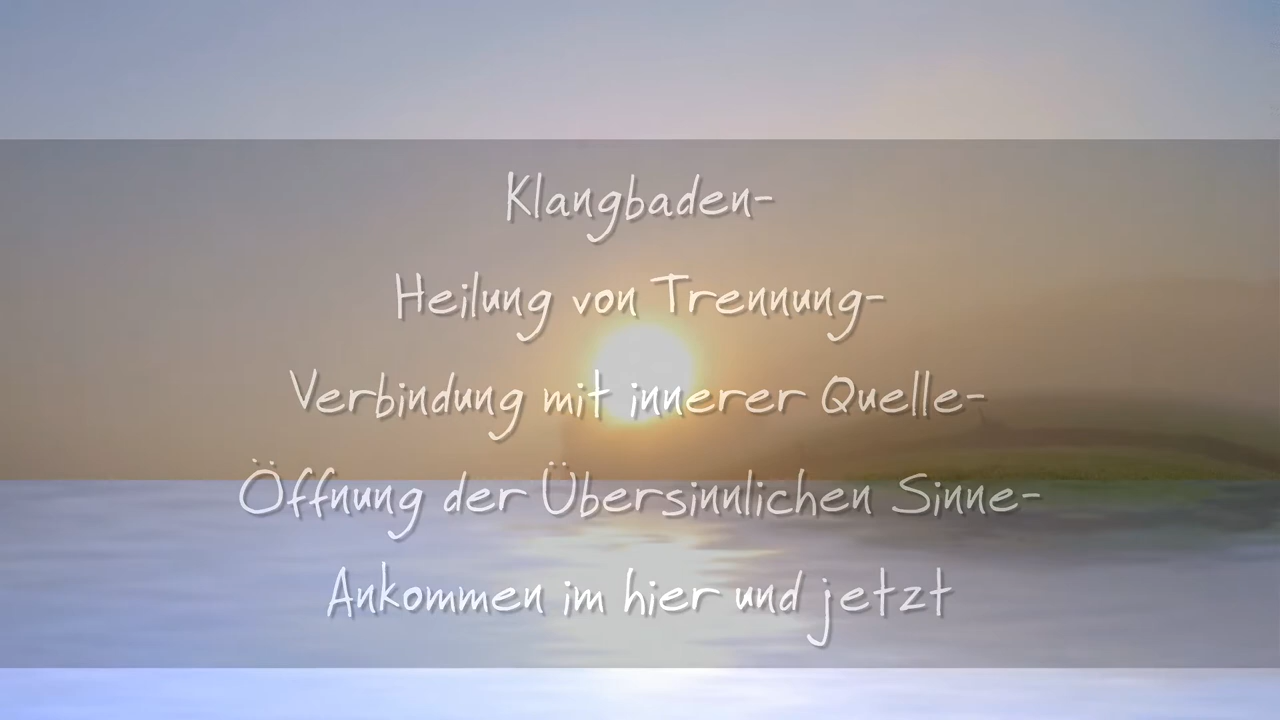 Klangbaden-
Heilung von Trennung-
Verbindung mit innerer Quelle-
Öffnung der Übersinnlichen Sinne-
Ankommen im hier und jetzt